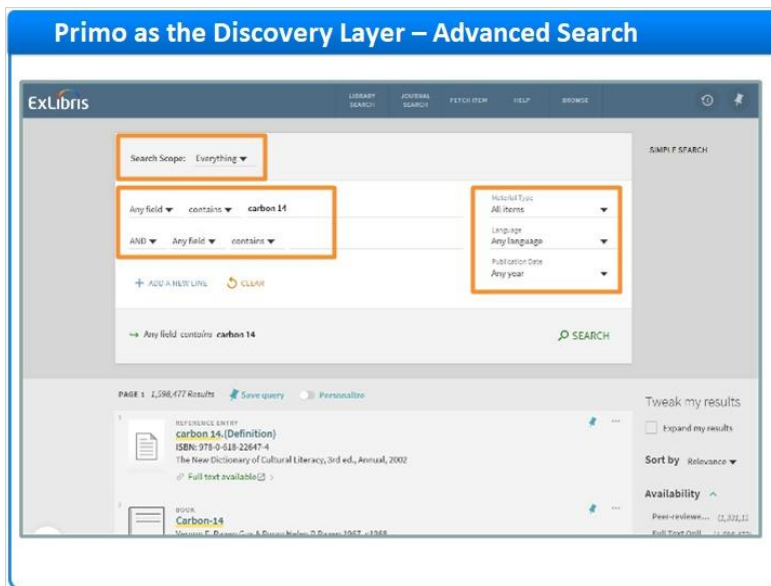 Primo as the Discovery Layer – Advanced Search
ExLibris
LIBRARY SEARCH
JOURNAL SEARCH
FETCH ITEM
HELP
BROWSE
Search Scope: Everything
SIMPLE SEARCH
Any field contains carbon 14
AND Any field contains
Material Type
All items
Language
Any language
Publication Date
Any year
+ ADD A NEW LINE CLEAR
Any field contains carbon 14
SEARCH
PAGE 1 1,598,477 Results Save query Personalize
Tweak my results
Expand my results
Sort by Relevance
Availability
Peer-reviewe...
1
REFERENCE ENTRY
carbon 14.(Definition)
ISBN: 978-0-618-22647-4
The New Dictionary of Cultural Literacy, 3rd ed., Annual, 2002
Full text available
2
BOOK
Carbon-14